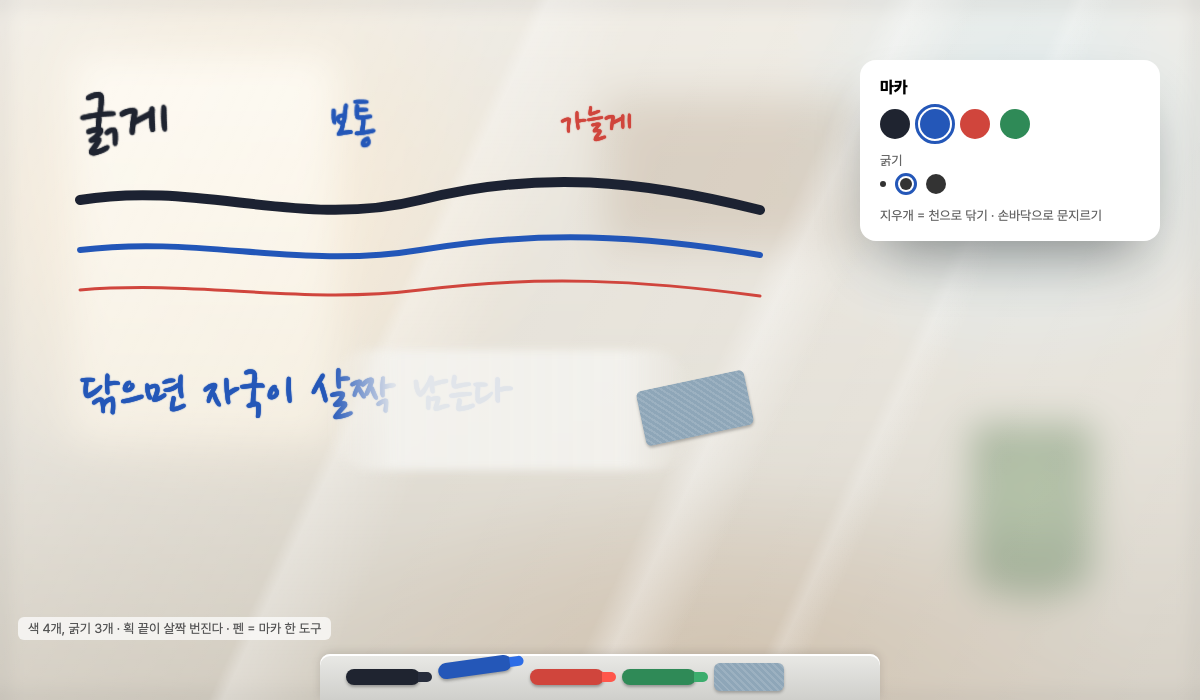 굵게 보통 가늘게
마카
굵기
지우개 = 천으로 닦기 · 손바닥으로 문지르기
닦으면 자국이 살짝 남는다
색 4개, 굵기 3개 · 획 끝이 살짝 번진다 · 펜 = 마카 한 도구